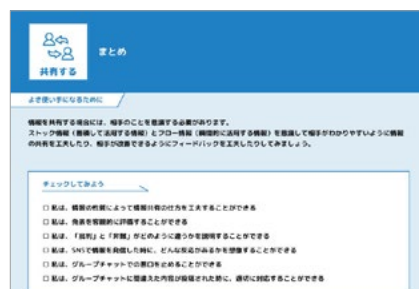 共有する
まとめ
よき使い手になるために
情報を共有する場合には、相手のことを意識する必要があります。
ストック情報（蓄積して活用する情報）とフロー情報（瞬間的に活用する情報）を意識して相手がわかりやすいように情報
の共有を工夫したり、相手が改善できるようにフィードバックを工夫したりしてみましょう。
チェックしてみよう
□ 私は、情報の性質によって情報共有の仕方を工夫することができる
□ 私は、発表を客観的に評価することができる
□ 私は、「批判」と「非難」がどのように違うかを説明することができる
□ 私は、SNSで情報を発信した時に、どんな反応があるかを想像することができる
□ 私は、グループチャットでの悪口を止めることができる
□ 私は、グループチャットに間違えた内容が投稿された時に、適切に対応することができる